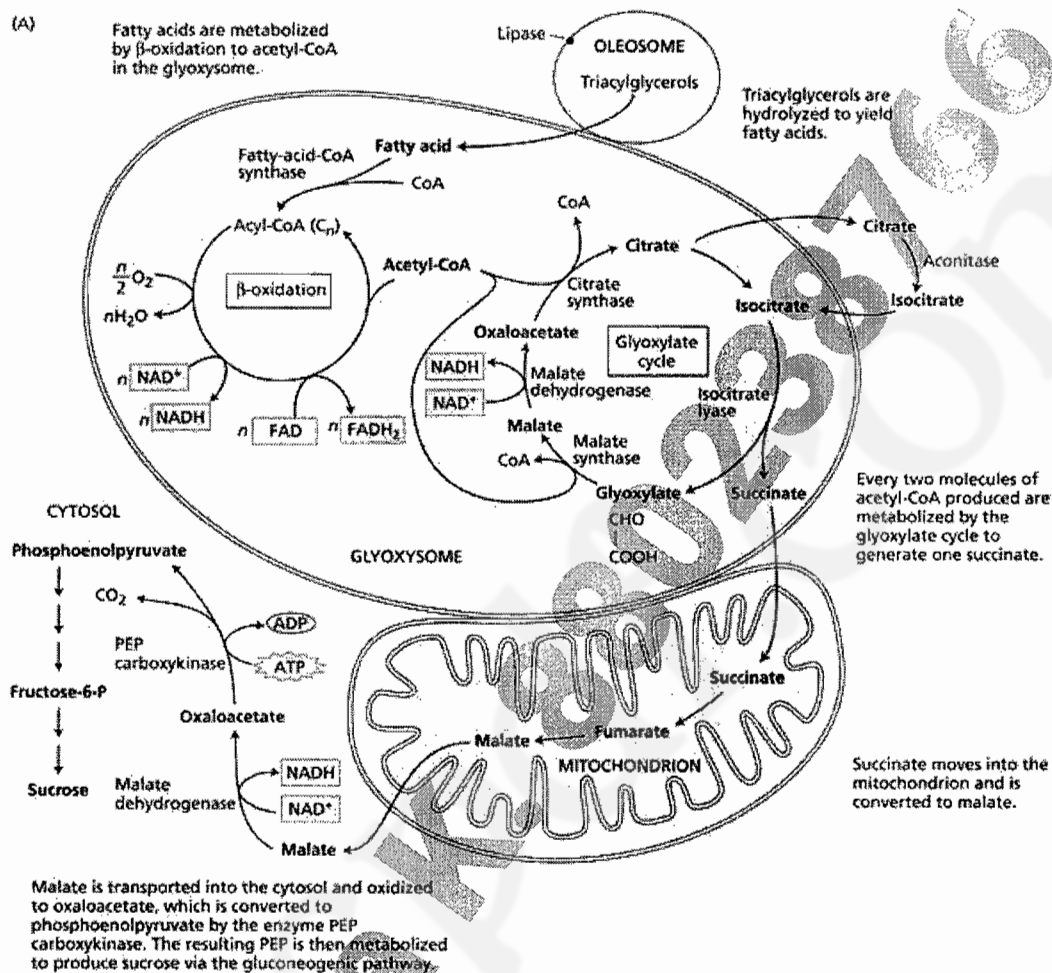 (A)
Fatty acids are metabolized
by β-oxidation to acetyl-CoA
in the glyoxysome.
Lipase
OLEOSOME
Triacylglycerols
Triacylglycerols are
hydrolyzed to yield
fatty acids.
Fatty acid
Fatty-acid-CoA
synthase
CoA
Acyl-CoA (Cn)
CoA
Citrate
Citrate
Aconitase
Isocitrate
Isocitrate
Acetyl-CoA
Citrate
synthase
n/2 O2
β-oxidation
nH2O
Oxaloacetate
Glyoxylate
cycle
NADH
NAD+
Malate
dehydrogenase
n NAD+
n NADH
n FAD
n FADH2
Isocitrate
lyase
Malate
CoA
Malate
synthase
Glyoxylate
CHO
COOH
Succinate
Every two molecules of
acetyl-CoA produced are
metabolized by the
glyoxylate cycle to
generate one succinate.
CYTOSOL
GLYOXYSOME
Phosphoenolpyruvate
CO2
ADP
PEP
carboxykinase
ATP
Fructose-6-P
Oxaloacetate
Succinate
Fumarate
Malate
MITOCHONDRION
Succinate moves into the
mitochondrion and is
converted to malate.
Sucrose
Malate
dehydrogenase
NADH
NAD+
Malate
Malate is transported into the cytosol and oxidized
to oxaloacetate, which is converted to
phosphoenolpyruvate by the enzyme PEP
carboxykinase. The resulting PEP is then metabolized
to produce sucrose via the gluconeogenic pathway.